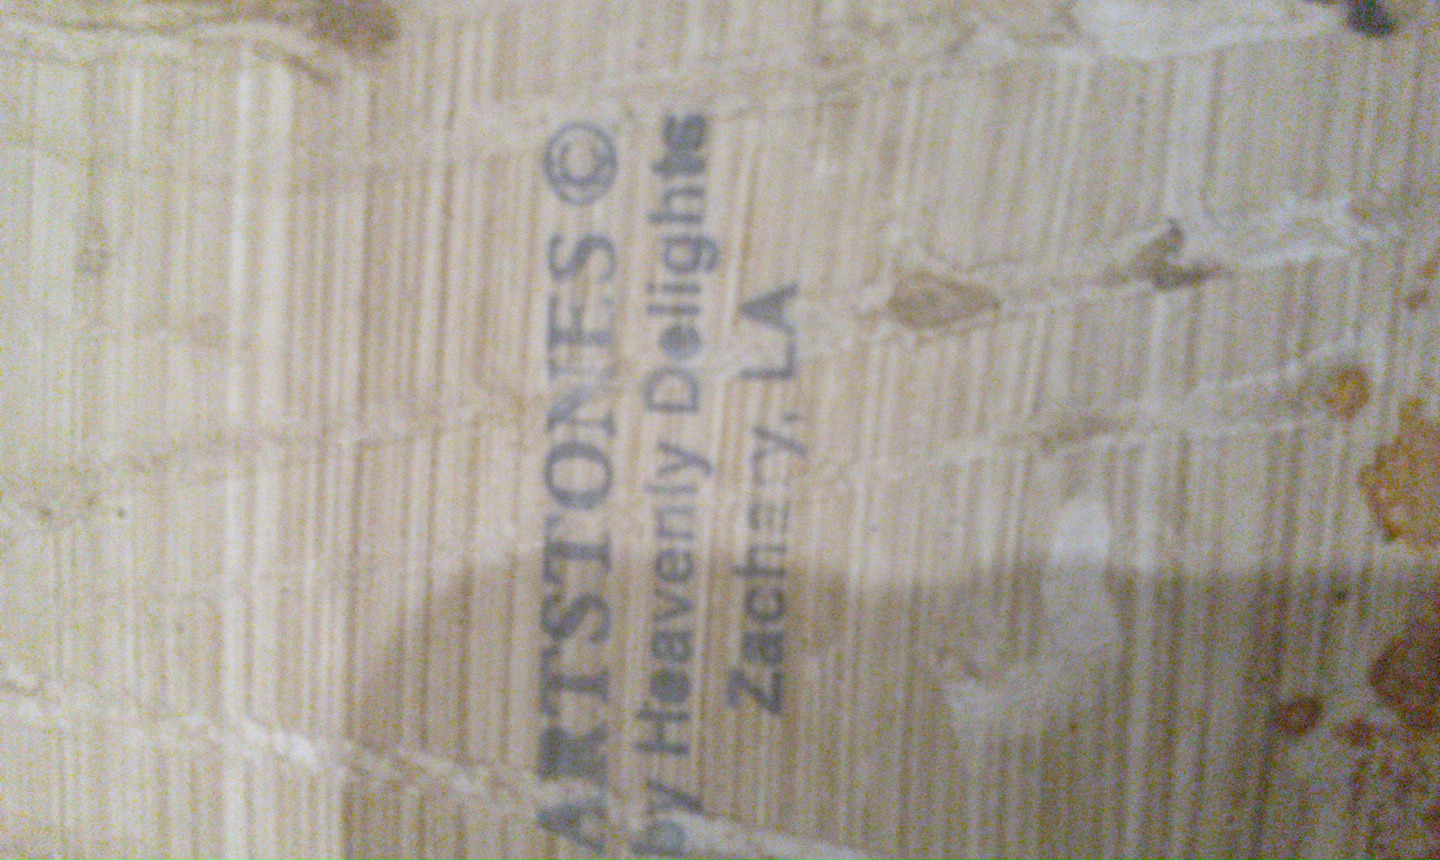 ARTSTONES ©
by Heavenly Delights
Zachery, LA